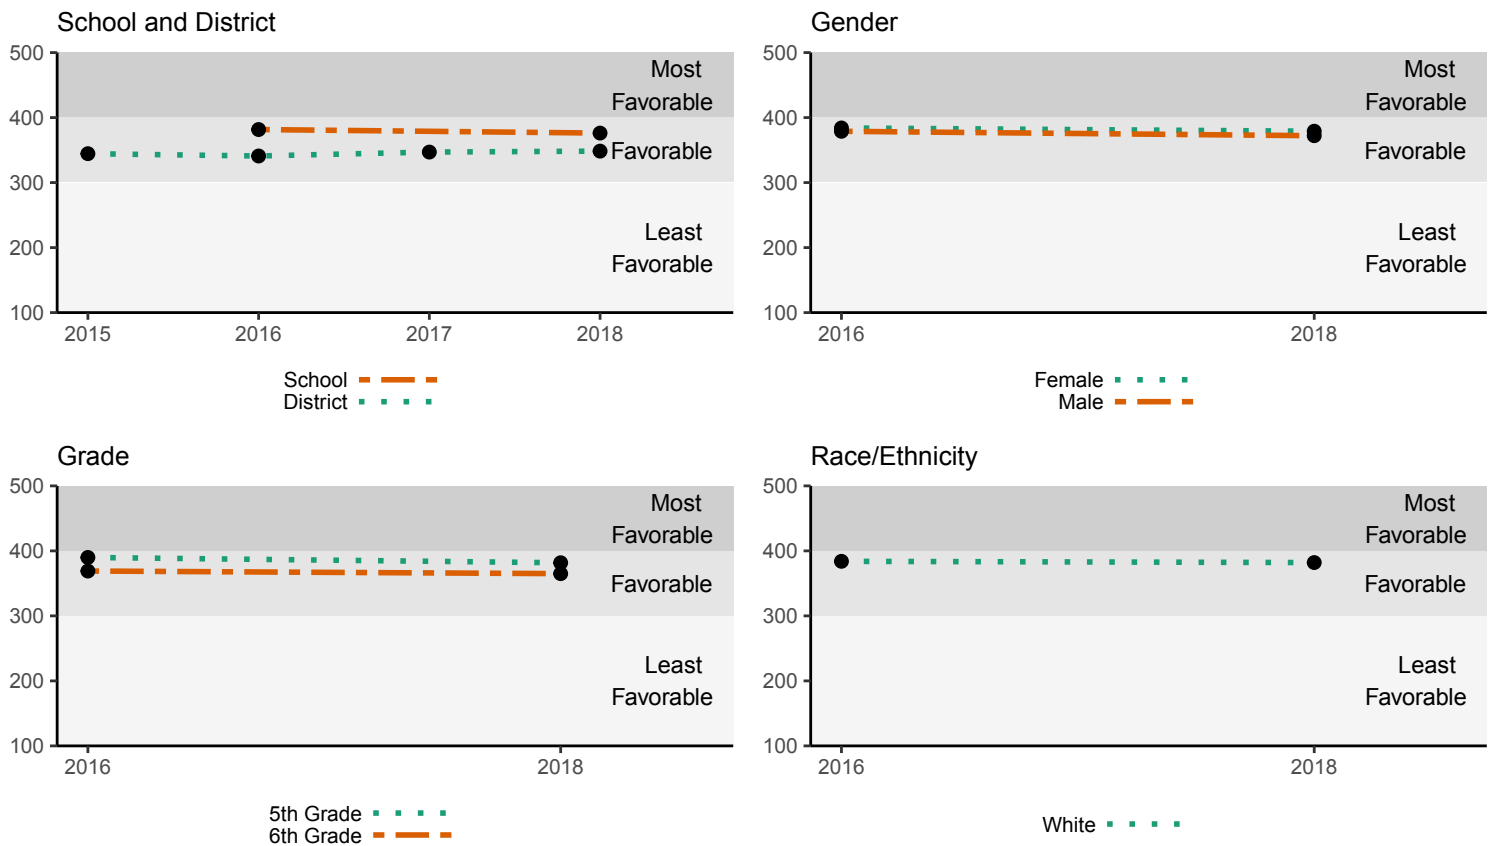 School and District
500
400
300
200
100
Most
Favorable
Favorable
Least
Favorable
2015 2016 2017 2018
School
District
Gender
500
400
300
200
100
Most
Favorable
Favorable
Least
Favorable
2016 2018
Female
Male
Grade
500
400
300
200
100
Most
Favorable
Favorable
Least
Favorable
2016 2018
5th Grade
6th Grade
Race/Ethnicity
500
400
300
200
100
Most
Favorable
Favorable
Least
Favorable
2016 2018
White